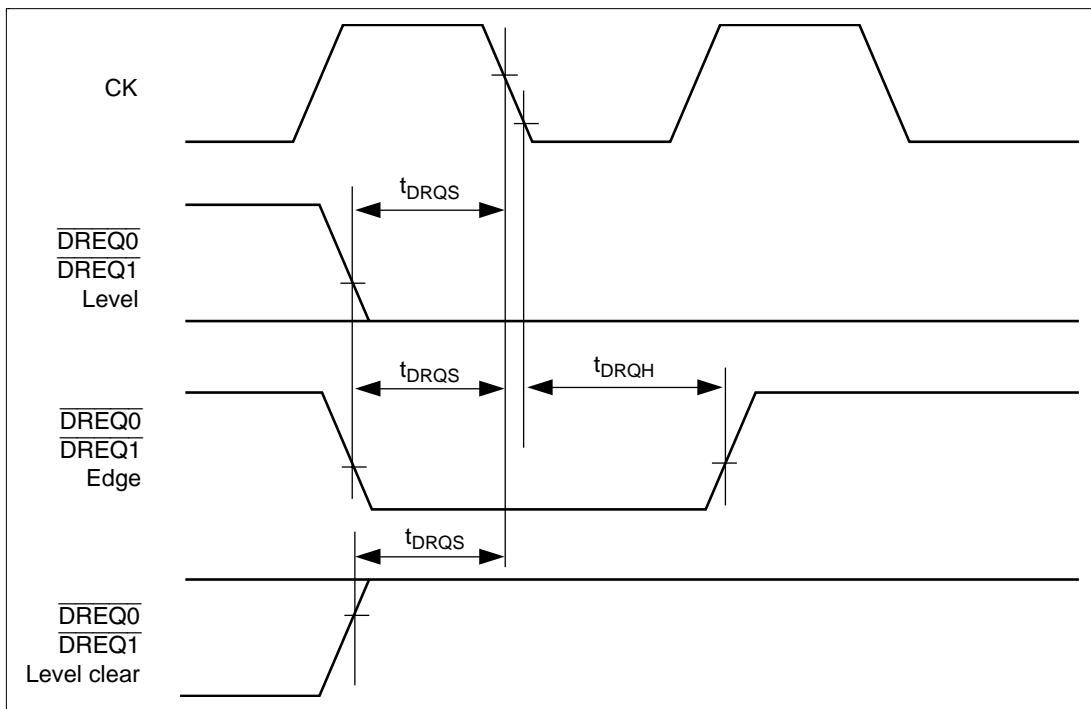 CK
tDRQS
DREQ0
DREQ1
Level
tDRQS
tDRQH
DREQ0
DREQ1
Edge
tDRQS
DREQ0
DREQ1
Level clear